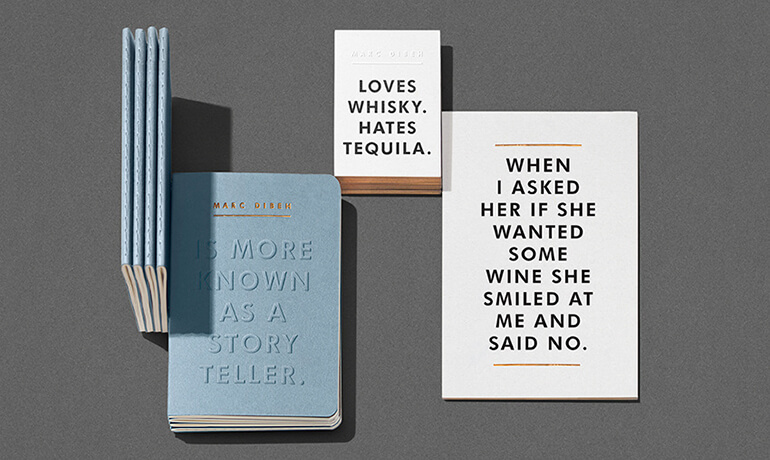 MARC DIBEH
IS MORE
KNOWN
AS A
STORY
TELLER.
MARC DIBEH
LOVES
WHISKY.
HATES
TEQUILA.
WHEN
I ASKED
HER IF SHE
WANTED
SOME
WINE SHE
SMILED AT
ME AND
SAID NO.